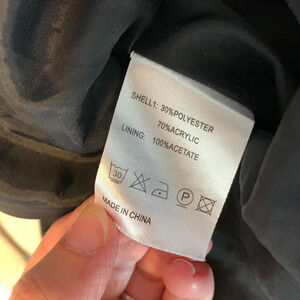 SHELL1: 30%POLYESTER
70%ACRYLIC
LINING: 100%ACETATE
30
P
MADE IN CHINA